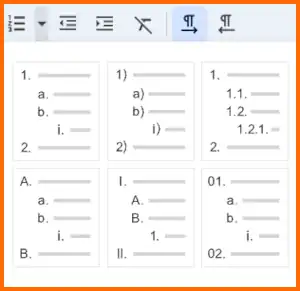 1.
a.
b.
i.
2.
1)
a)
b)
i)
2)
1.
1.1.
1.2.
1.2.1.
2.
A.
a.
b.
i.
B.
I.
A.
B.
1.
II.
01.
a.
b.
i.
02.